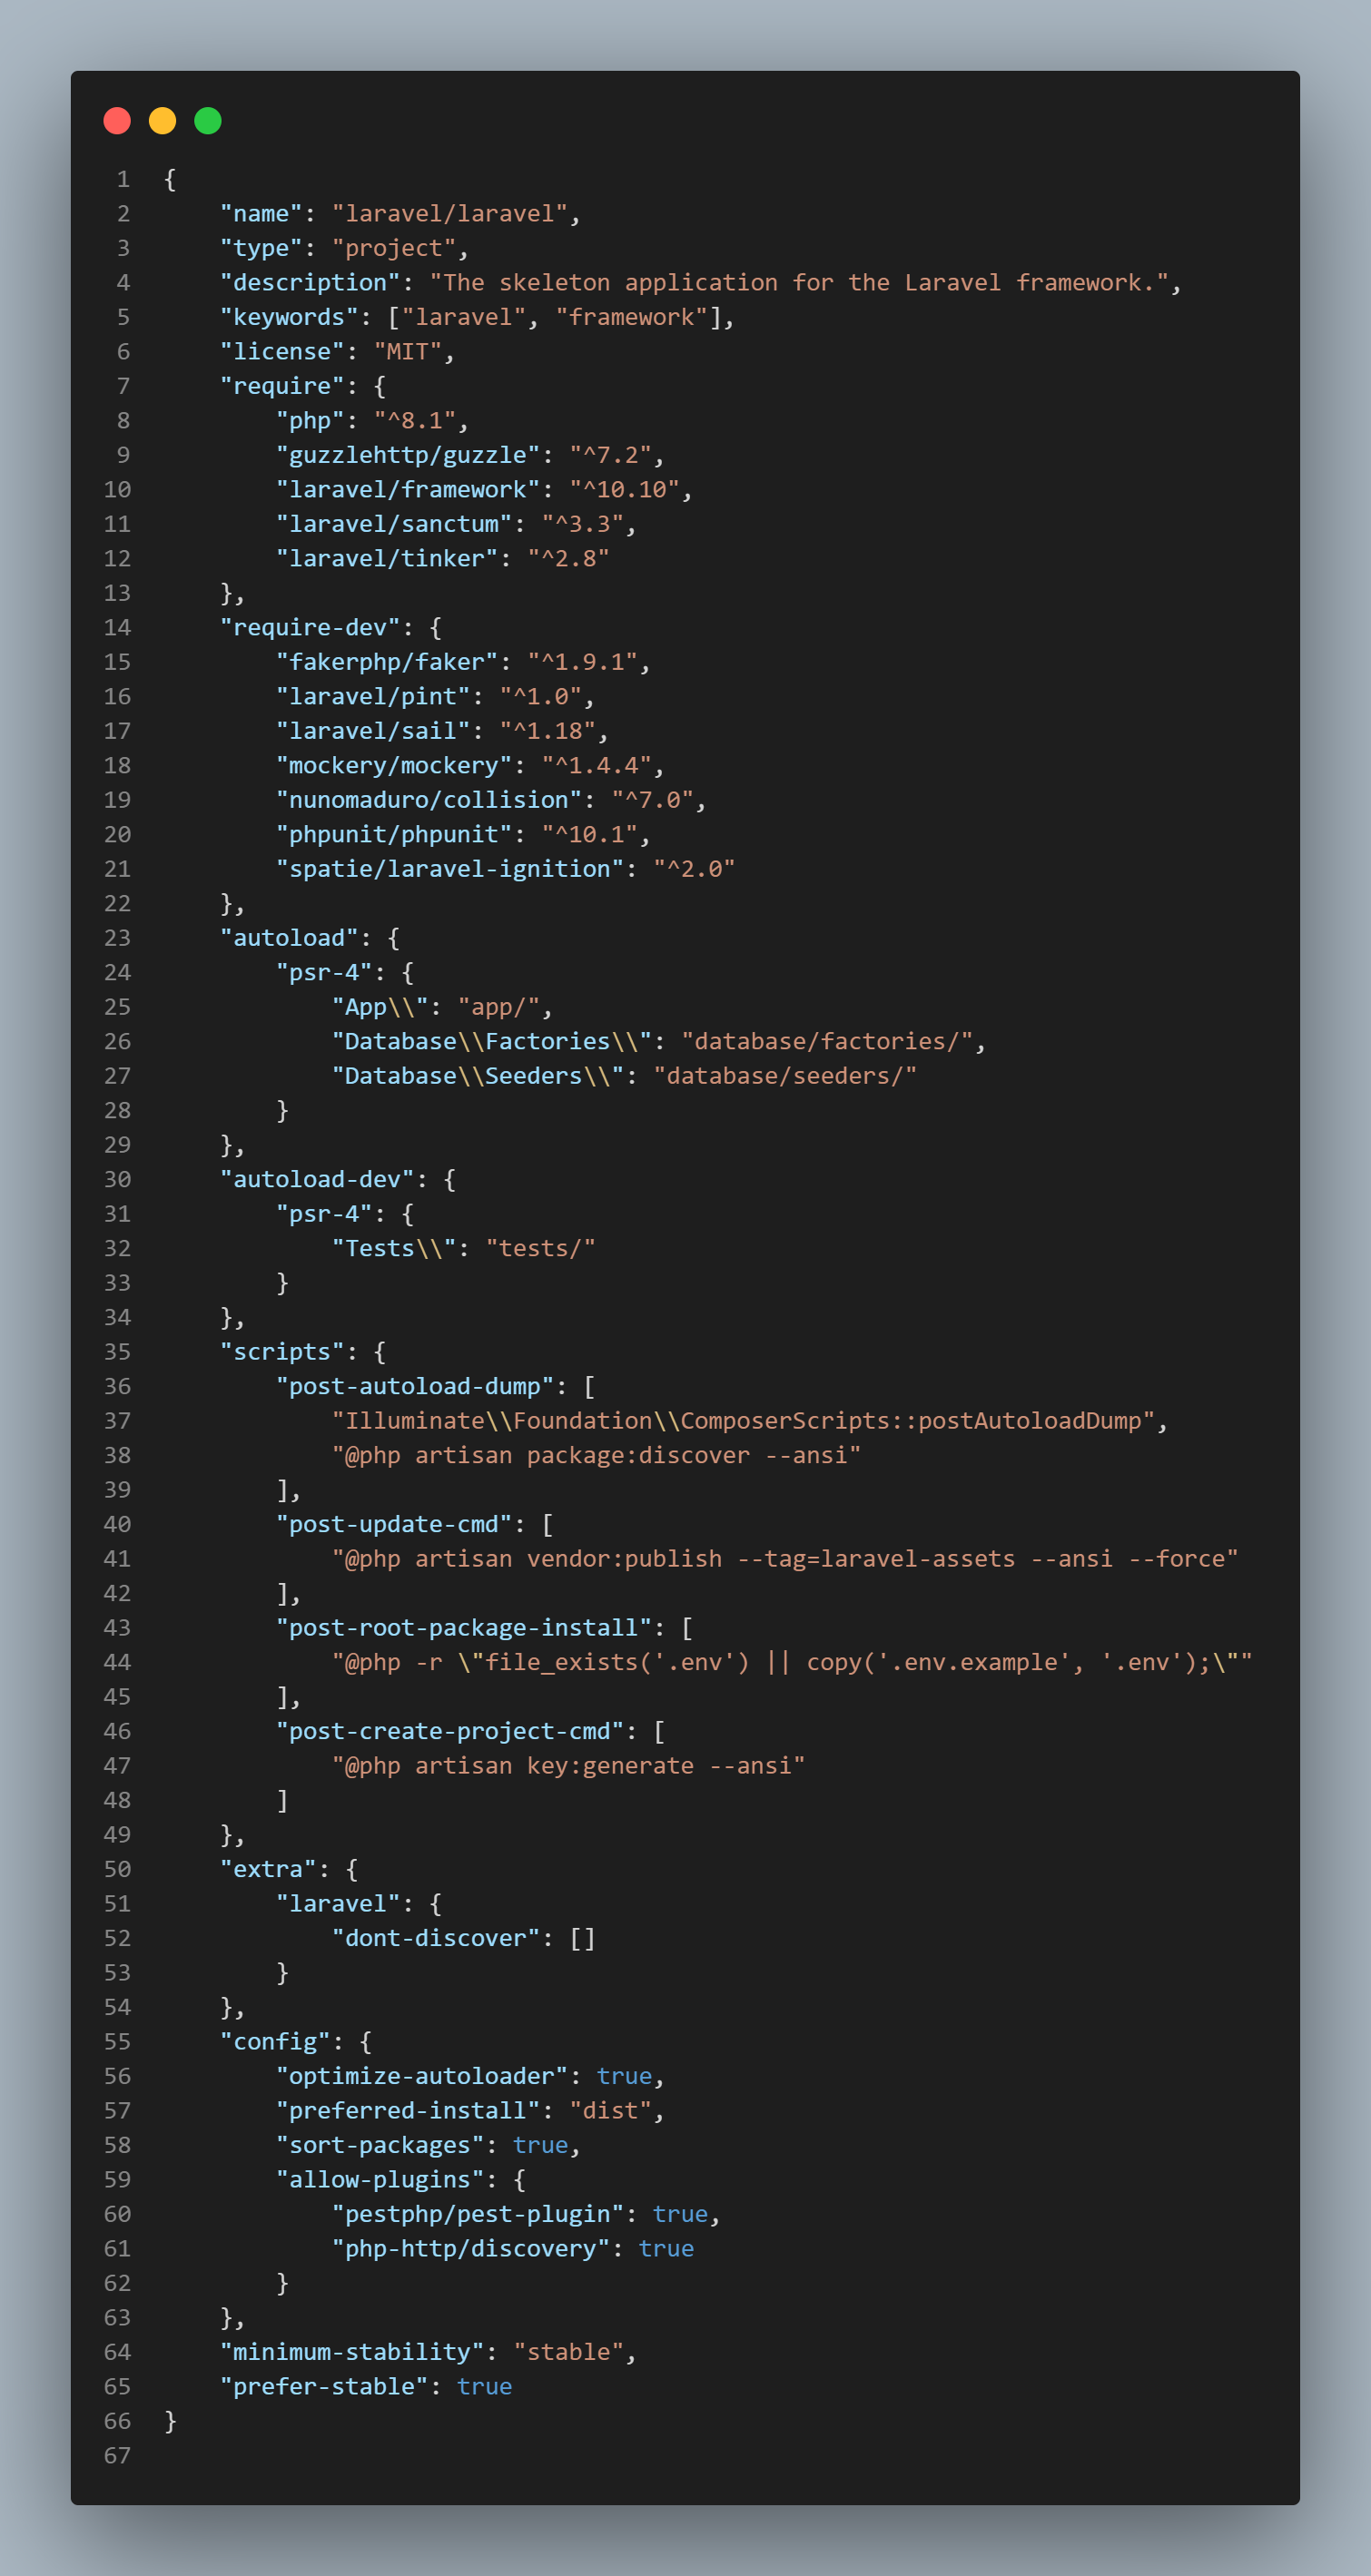 1 {
2     "name": "laravel/laravel",
3     "type": "project",
4     "description": "The skeleton application for the Laravel framework.",
5     "keywords": ["laravel", "framework"],
6     "license": "MIT",
7     "require": {
8         "php": "^8.1",
9         "guzzlehttp/guzzle": "^7.2",
10         "laravel/framework": "^10.10",
11         "laravel/sanctum": "^3.3",
12         "laravel/tinker": "^2.8"
13     },
14     "require-dev": {
15         "fakerphp/faker": "^1.9.1",
16         "laravel/pint": "^1.0",
17         "laravel/sail": "^1.18",
18         "mockery/mockery": "^1.4.4",
19         "nunomaduro/collision": "^7.0",
20         "phpunit/phpunit": "^10.1",
21         "spatie/laravel-ignition": "^2.0"
22     },
23     "autoload": {
24         "psr-4": {
25             "App\\": "app/",
26             "Database\\Factories\\": "database/factories/",
27             "Database\\Seeders\\": "database/seeders/"
28         }
29     },
30     "autoload-dev": {
31         "psr-4": {
32             "Tests\\": "tests/"
33         }
34     },
35     "scripts": {
36         "post-autoload-dump": [
37             "Illuminate\\Foundation\\ComposerScripts::postAutoloadDump",
38             "@php artisan package:discover --ansi"
39         ],
40         "post-update-cmd": [
41             "@php artisan vendor:publish --tag=laravel-assets --ansi --force"
42         ],
43         "post-root-package-install": [
44             "@php -r \"file_exists('.env') || copy('.env.example', '.env');\""
45         ],
46         "post-create-project-cmd": [
47             "@php artisan key:generate --ansi"
48         ]
49     },
50     "extra": {
51         "laravel": {
52             "dont-discover": []
53         }
54     },
55     "config": {
56         "optimize-autoloader": true,
57         "preferred-install": "dist",
58         "sort-packages": true,
59         "allow-plugins": {
60             "pestphp/pest-plugin": true,
61             "php-http/discovery": true
62         }
63     },
64     "minimum-stability": "stable",
65     "prefer-stable": true
66 }
67